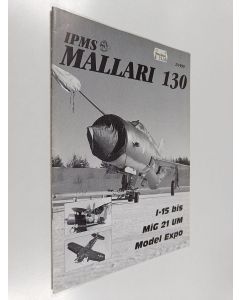 IPMS
MALLARI 130
I-15 bis
MiG 21 UM
Model Expo